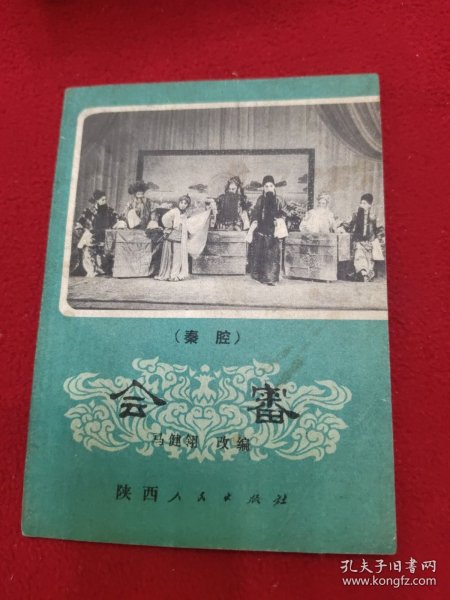 （秦 腔）
会 審
马健翎 改编
陕西人民出版社
孔夫子旧书网
www.kongfz.com